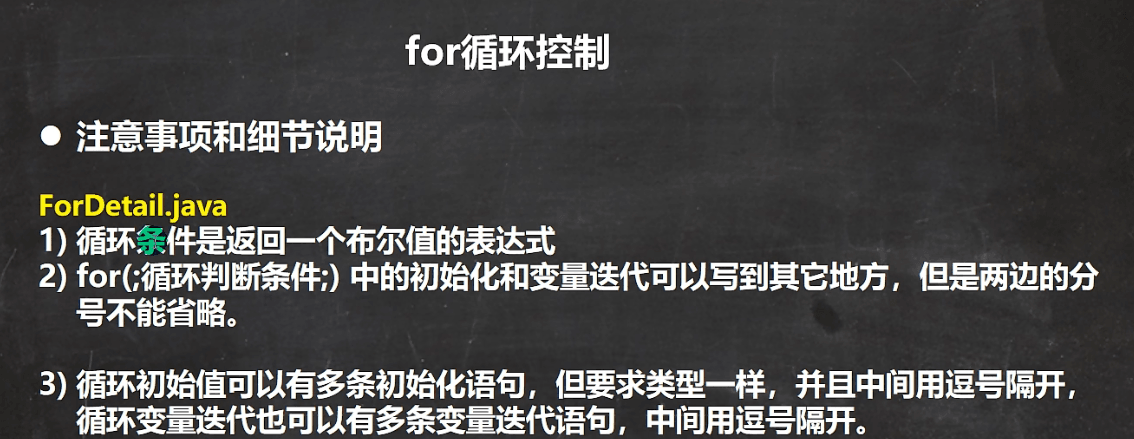 for循环控制
● 注意事项和细节说明
ForDetail.java
1) 循环条件是返回一个布尔值的表达式
2) for(;循环判断条件;) 中的初始化和变量迭代可以写到其它地方，但是两边的分
号不能省略。
3) 循环初始值可以有多条初始化语句，但要求类型一样，并且中间用逗号隔开，
循环变量迭代也可以有多条变量迭代语句，中间用逗号隔开。